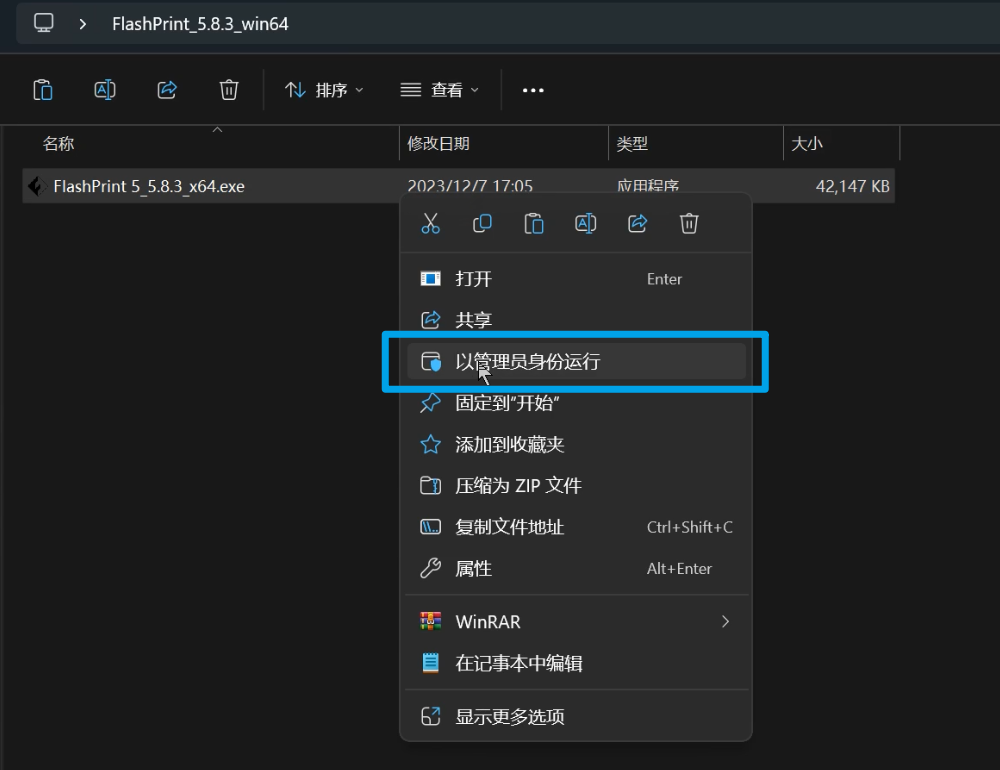 FlashPrint_5.8.3_win64
排序 查看
名称 修改日期 类型 大小
FlashPrint 5_5.8.3_x64.exe 2023/12/7 17:05 应用程序 42,147 KB
打开 Enter
共享
以管理员身份运行
固定到"开始"
添加到收藏夹
压缩为 ZIP 文件
复制文件地址 Ctrl+Shift+C
属性 Alt+Enter
WinRAR
在记事本中编辑
显示更多选项